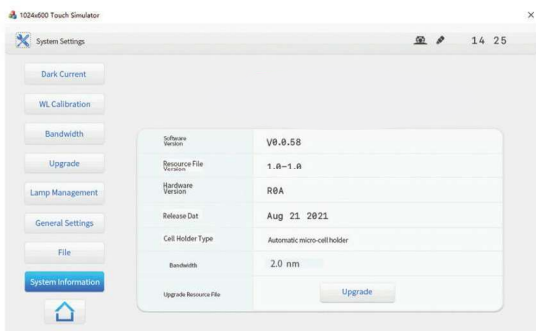 1024x600 Touch Simulator
System Settings
14 25
Dark Current
WL Calibration
Bandwidth
Upgrade
Lamp Management
General Settings
File
System Information
Software Version
V0.0.58
Resource File Version
1.0-1.0
Hardware Version
R0A
Release Dat
Aug 21 2021
Cell Holder Type
Automatic micro-cell holder
Bandwidth
2.0 nm
Upgrade Resource File
Upgrade